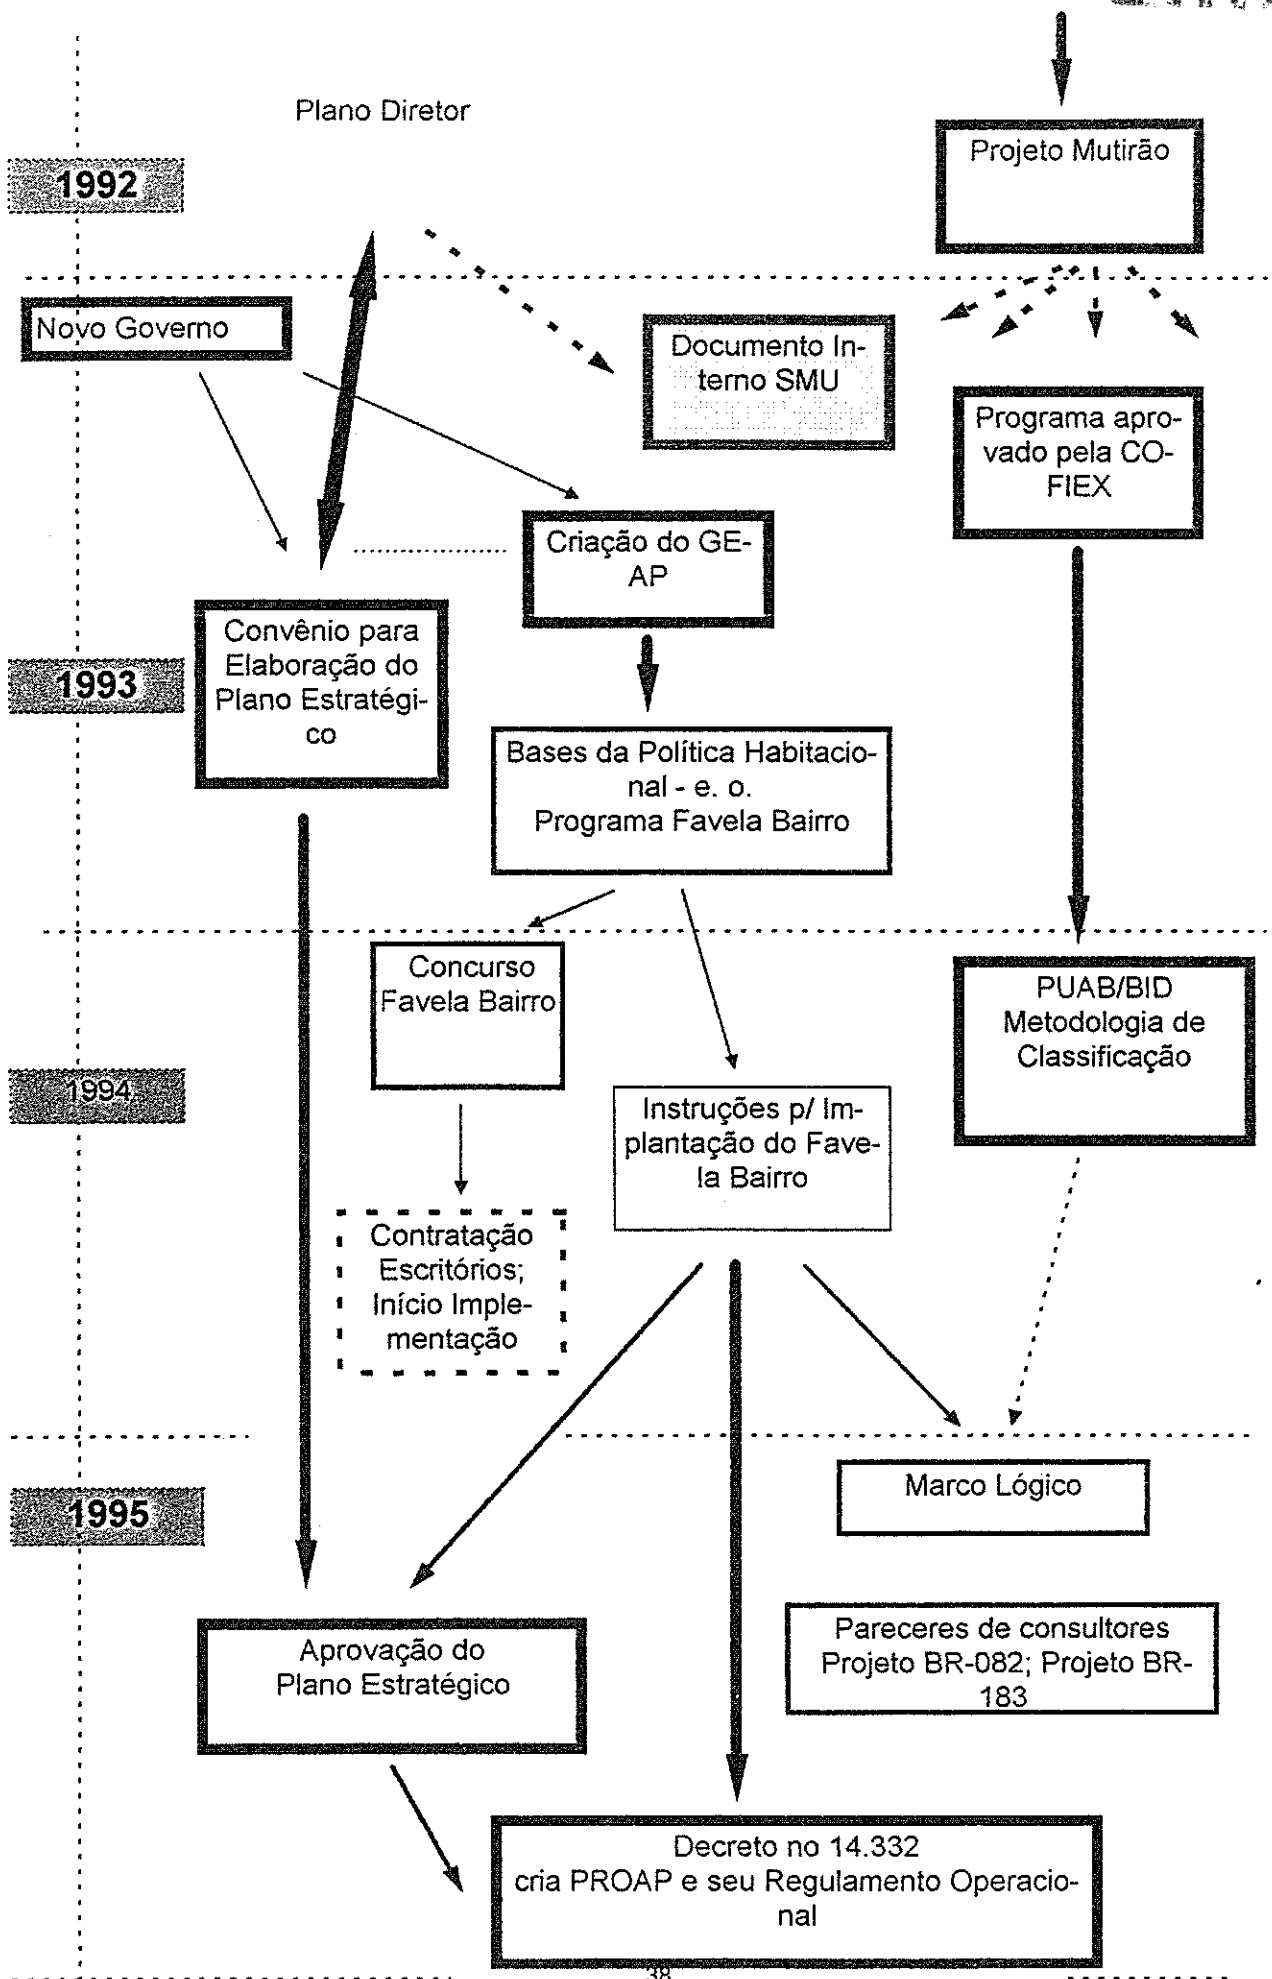 Plano Diretor
Projeto Mutirão
1992
Novo Governo
Documento In-
terno SMU
Programa apro-
vado pela CO-
FIEX
Criação do GE-
AP
Convênio para
Elaboração do
Plano Estratégi-
co
1993
Bases da Política Habitacio-
nal - e. o.
Programa Favela Bairro
Concurso
Favela Bairro
PUAB/BID
Metodologia de
Classificação
1994
Instruções p/ Im-
plantação do Fave-
la Bairro
Contratação
Escritórios;
Início Imple-
mentação
Marco Lógico
1995
Pareceres de consultores
Projeto BR-082; Projeto BR-
183
Aprovação do
Plano Estratégico
Decreto no 14.332
cria PROAP e seu Regulamento Operacio-
nal
38